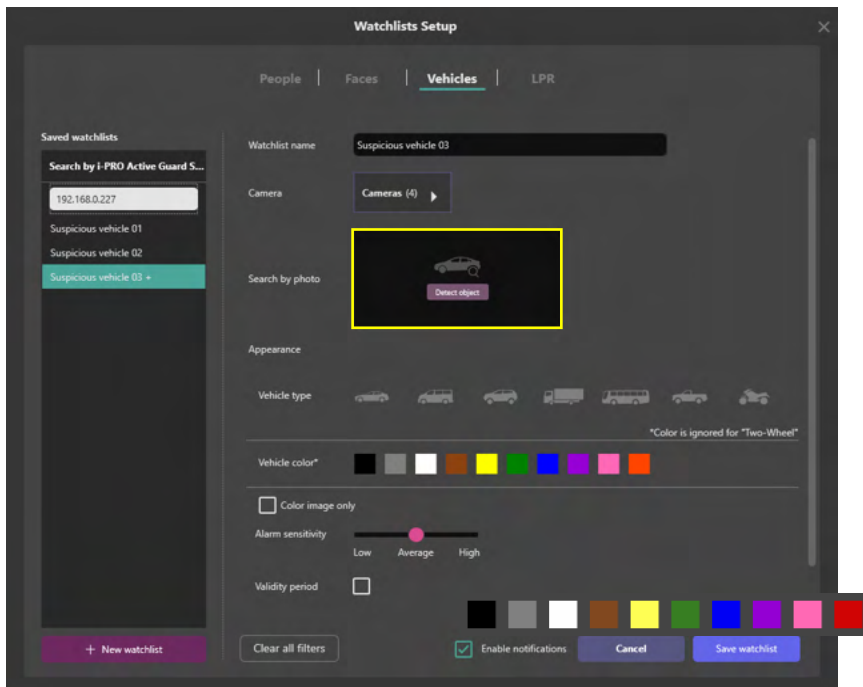 Watchlists Setup
People | Faces | Vehicles | LPR
Saved watchlists
Search by i-PRO Active Guard S...
192.168.0.227
Suspicious vehicle 01
Suspicious vehicle 02
Suspicious vehicle 03 +
+ New watchlist
Watchlist name
Suspicious vehicle 03
Camera
Cameras (4)
Search by photo
Detect object
Appearance
Vehicle type
*Color is ignored for "Two-Wheel"
Vehicle color*
Color image only
Alarm sensitivity
Low Average High
Validity period
Clear all filters
Enable notifications
Cancel
Save watchlist